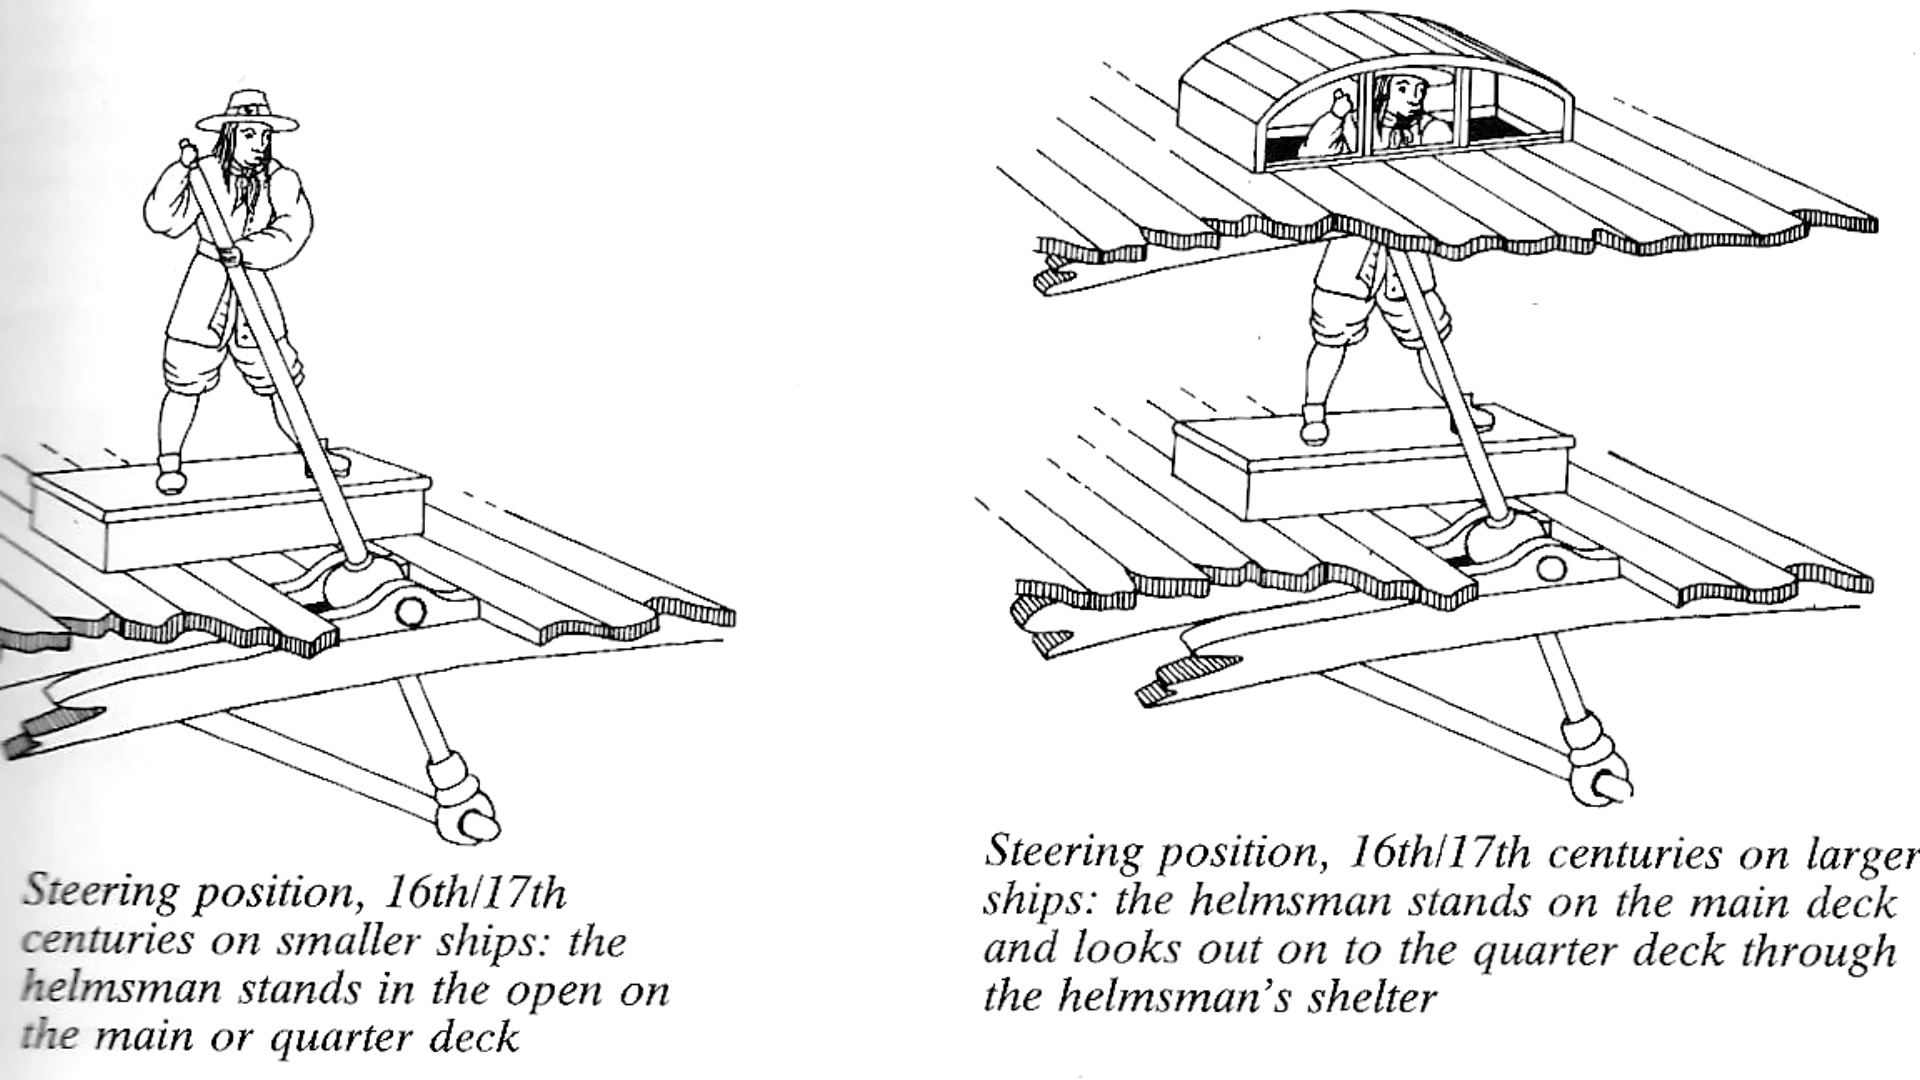 Steering position, 16th/17th
centuries on smaller ships: the
helmsman stands in the open on
the main or quarter deck
Steering position, 16th/17th centuries on larger
ships: the helmsman stands on the main deck
and looks out on to the quarter deck through
the helmsman's shelter